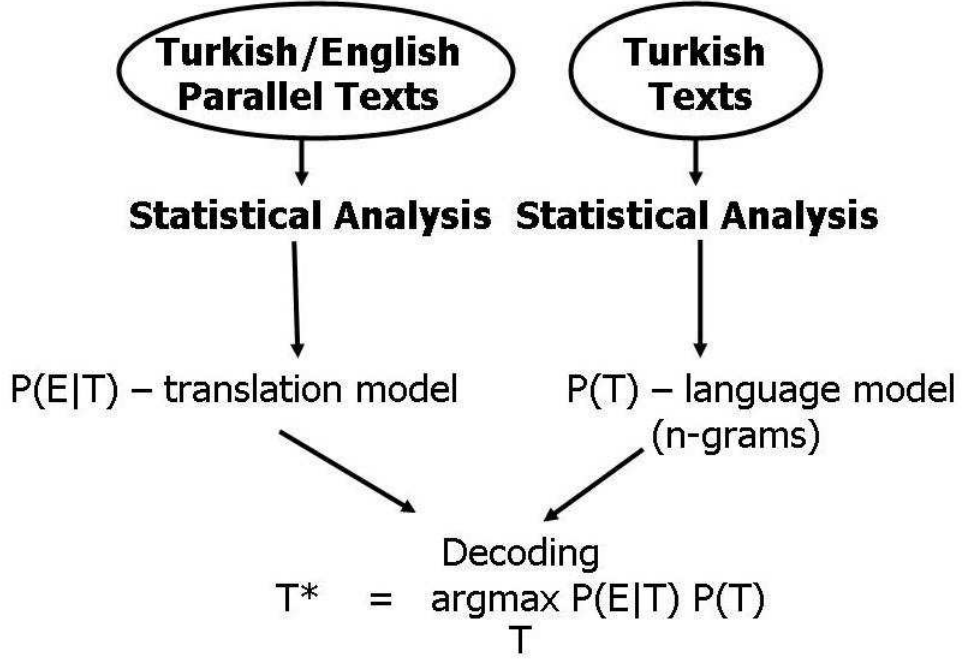 Turkish/English
Parallel Texts
Turkish
Texts
Statistical Analysis
Statistical Analysis
P(E|T) – translation model
P(T) – language model
(n-grams)
Decoding
T* = argmax P(E|T) P(T)
T